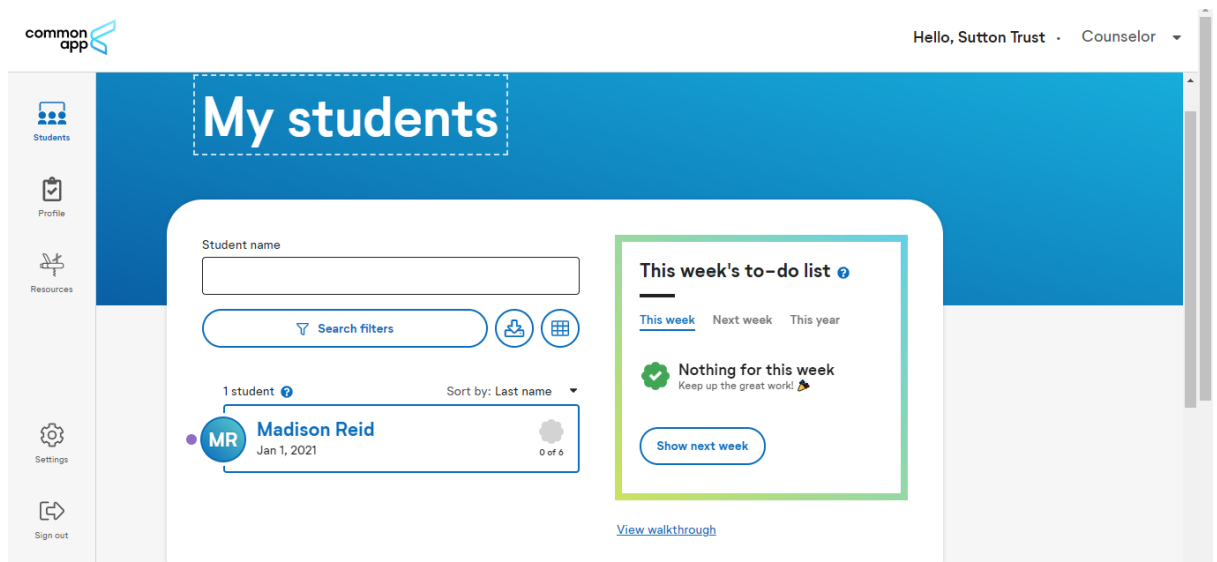 common
app
Hello, Sutton Trust · Counselor
Students
Profile
Resources
Settings
Sign out
My students
Student name
Search filters
1 student ?
Sort by: Last name
MR
Madison Reid
Jan 1, 2021
0 of 6
This week's to-do list ?
This week Next week This year
Nothing for this week
Keep up the great work! 🎉
Show next week
View walkthrough